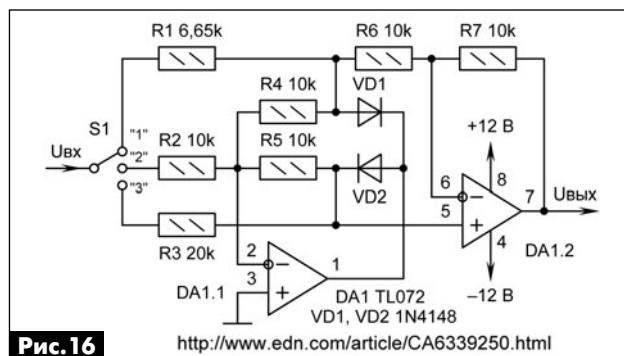 R1 6,65k
R6 10k
R7 10k
R4 10k
VD1
S1
"1"
+12 В
Uвх
"2"
R2 10k
R5 10k
"3"
VD2
6
8
7
Uвых
5
R3 20k
4
DA1.2
2
1
3
DA1.1
DA1 TL072
–12 В
VD1, VD2 1N4148
Рис.16
http://www.edn.com/article/CA6339250.html